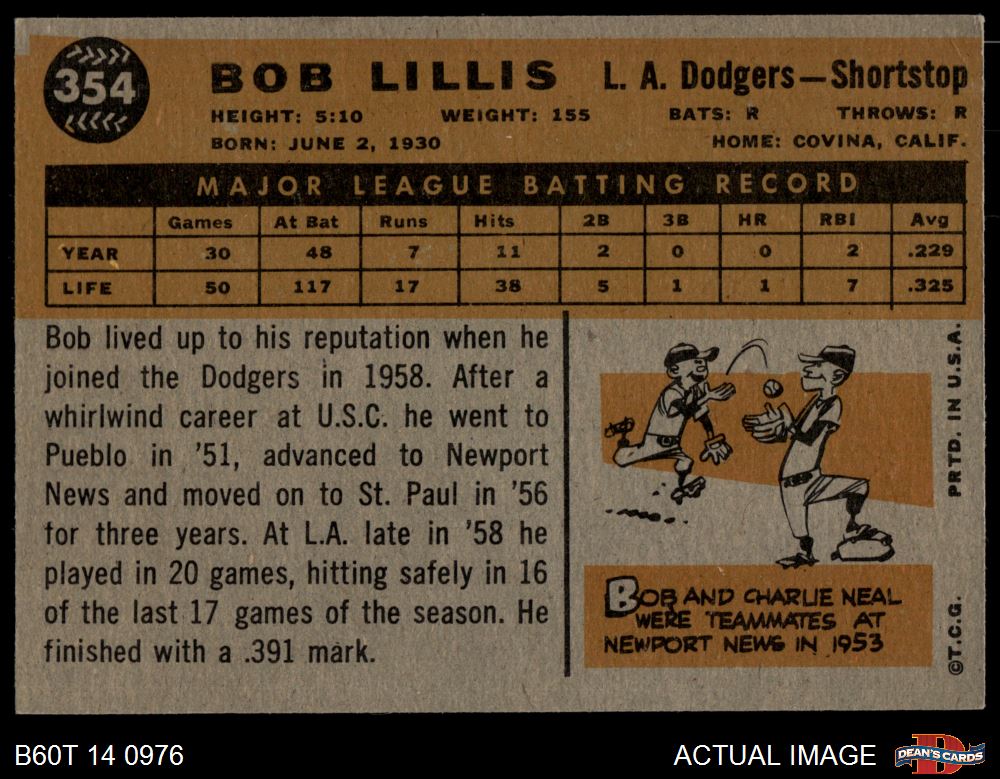 354
BOB LILLIS L. A. Dodgers—Shortstop
HEIGHT: 5:10 WEIGHT: 155 BATS: R THROWS: R
BORN: JUNE 2, 1930 HOME: COVINA, CALIF.
MAJOR LEAGUE BATTING RECORD
Games At Bat Runs Hits 2B 3B HR RBI Avg
YEAR 30 48 7 11 2 0 0 2 .229
LIFE 50 117 17 38 5 1 1 7 .325
Bob lived up to his reputation when he
joined the Dodgers in 1958. After a
whirlwind career at U.S.C. he went to
Pueblo in '51, advanced to Newport
News and moved on to St. Paul in '56
for three years. At L.A. late in '58 he
played in 20 games, hitting safely in 16
of the last 17 games of the season. He
finished with a .391 mark.
BOB AND CHARLIE NEAL
WERE TEAMMATES AT
NEWPORT NEWS IN 1953
©T.C.G. PRTD. IN U.S.A.
B60T 14 0976 ACTUAL IMAGE DEAN'S CARDS